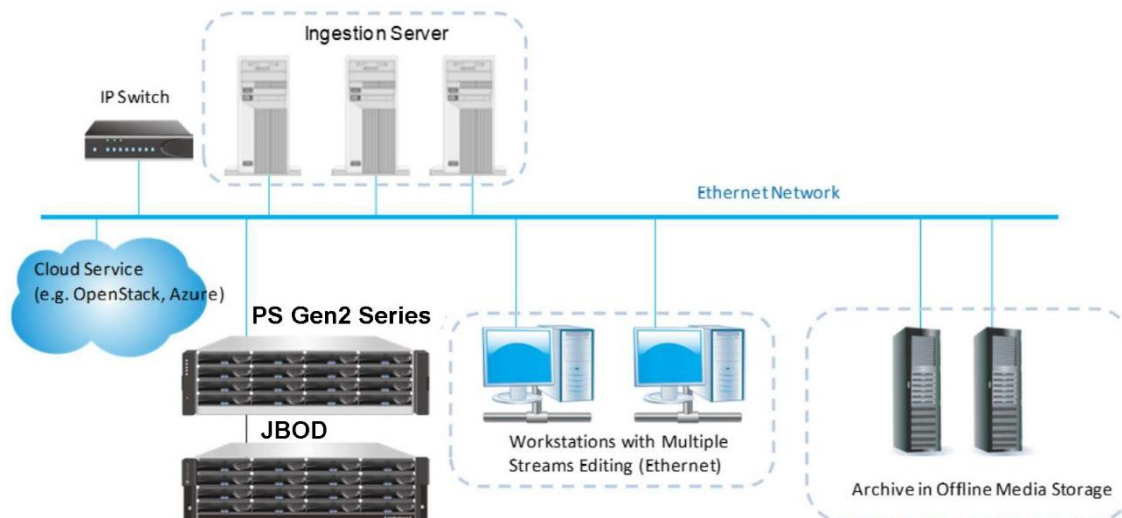 Ingestion Server
IP Switch
Ethernet Network
Cloud Service
(e.g. OpenStack, Azure)
PS Gen2 Series
JBOD
Workstations with Multiple
Streams Editing (Ethernet)
Archive in Offline Media Storage